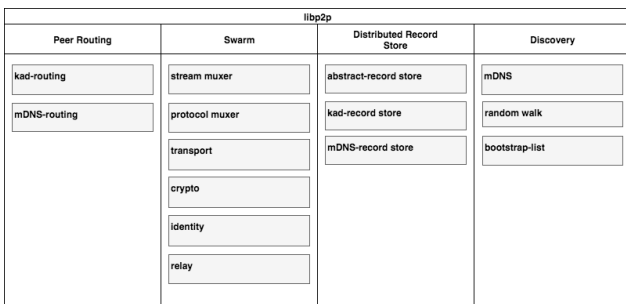 libp2p
Peer Routing
Swarm
Distributed Record
Store
Discovery
kad-routing
mDNS-routing
stream muxer
protocol muxer
transport
crypto
identity
relay
abstract-record store
kad-record store
mDNS-record store
mDNS
random walk
bootstrap-list